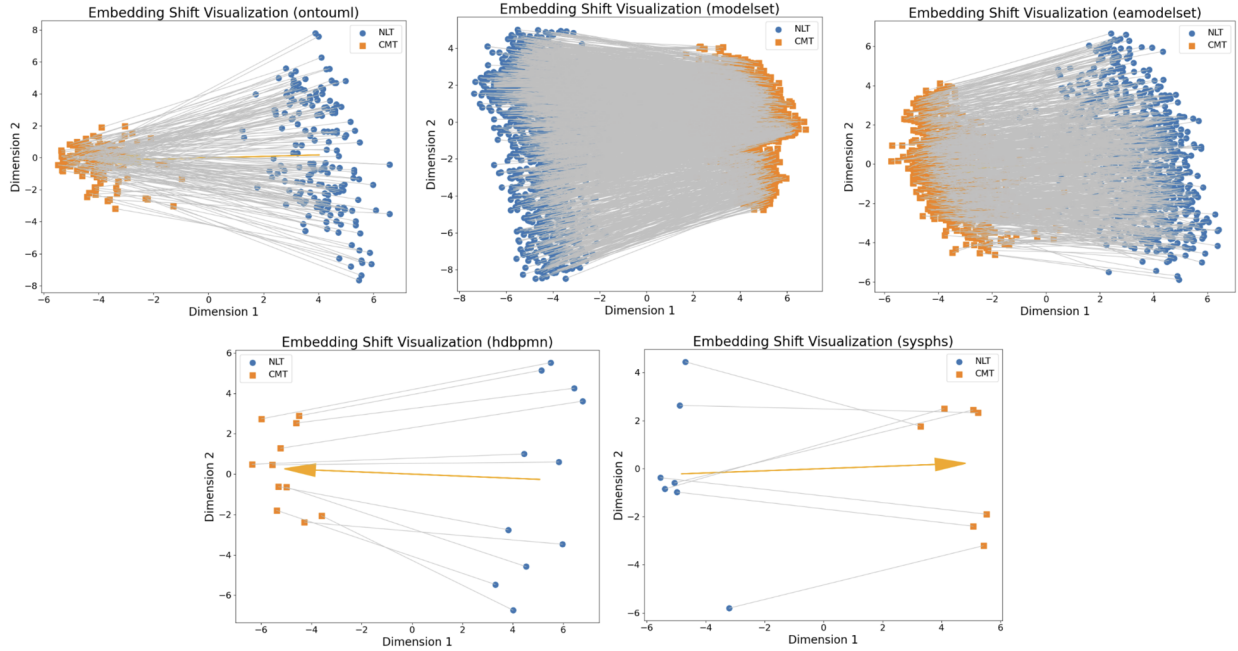 Embedding Shift Visualization (ontouml)
NLT
CMT
Dimension 2
8
6
4
2
0
−2
−4
−6
−8
−6
−4
−2
0
2
4
6
Dimension 1
Embedding Shift Visualization (modelset)
NLT
CMT
Dimension 2
4
2
0
−2
−4
−6
−8
−8
−6
−4
−2
0
2
4
6
Dimension 1
Embedding Shift Visualization (eamodelset)
NLT
CMT
Dimension 2
6
4
2
0
−2
−4
−6
−6
−4
−2
0
2
4
6
Dimension 1
Embedding Shift Visualization (hdbpmn)
NLT
CMT
Dimension 2
6
4
2
0
−2
−4
−6
−6
−4
−2
0
2
4
6
Dimension 1
Embedding Shift Visualization (sysphs)
NLT
CMT
Dimension 2
4
2
0
−2
−4
−6
−6
−4
−2
0
2
4
6
Dimension 1